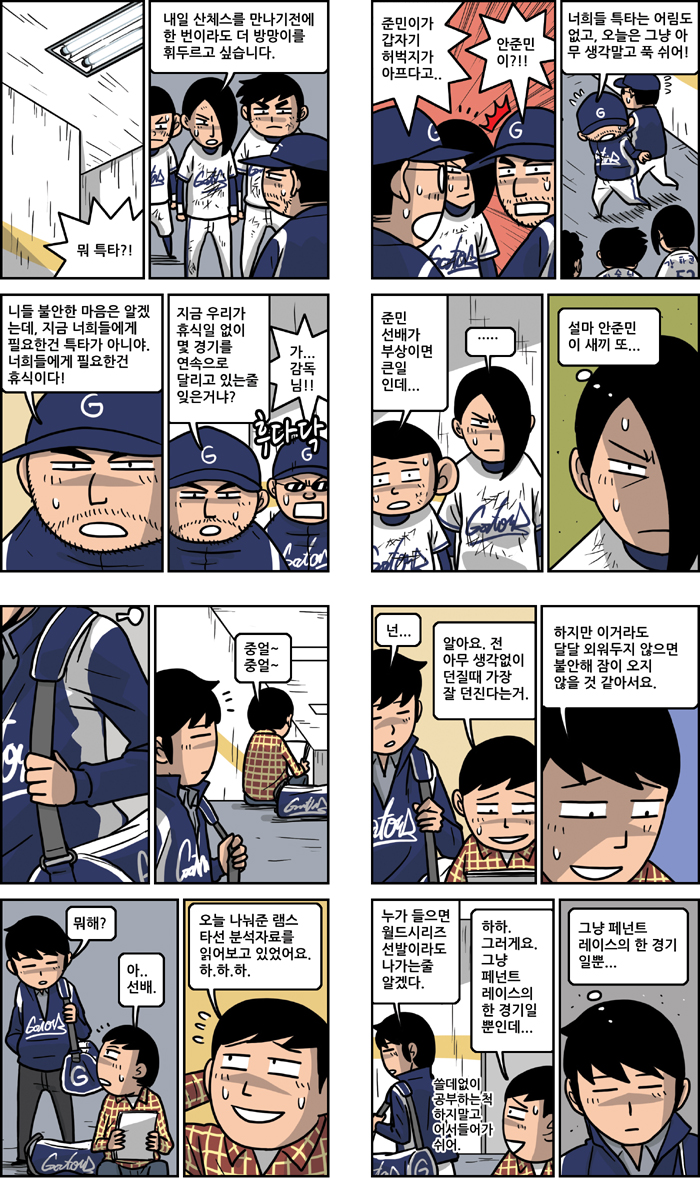 뭐 특타?!
내일 산체스를 만나기전에
한 번이라도 더 방망이를
휘두르고 싶습니다.
Gators
G
니들 불안한 마음은 알겠
는데, 지금 너희들에게
필요한건 특타가 아니야.
너희들에게 필요한건
휴식이다!
G
지금 우리가
휴식일 없이
몇 경기를
연속으로
달리고 있는줄
잊은거냐?
G
가...
감독
님!!
후다닥
G
Gators
준민이가
갑자기
허벅지가
아프다고..
안준민
이?!!
G
G
Gators
너희들 특타는 어림도
없고, 오늘은 그냥 아
무 생각말고 푹 쉬어!
G
52
준민
선배가
부상이면
큰일
인데...
.....
Gators
Gators
설마 안준민
이 새끼 또...
중얼~
중얼~
Gators
Gators
뭐해?
아..
선배.
Gators
G
Gators
오늘 나눠준 램스
타선 분석자료를
읽어보고 있었어요.
하.하.하.
넌...
알아요. 전
아무 생각없이
던질때 가장
잘 던진다는거.
Gators
하지만 이거라도
달달 외워두지 않으면
불안해 잠이 오지
않을 것 같아서요.
누가 들으면
월드시리즈
선발이라도
나가는줄
알겠다.
하하.
그러게요.
그냥
페넌트
레이스의
한 경기일
뿐인데...
쓸데없이
공부하는척
하지말고
어서들어가
쉬어.
그냥 페넌트
레이스의 한 경기
일뿐...